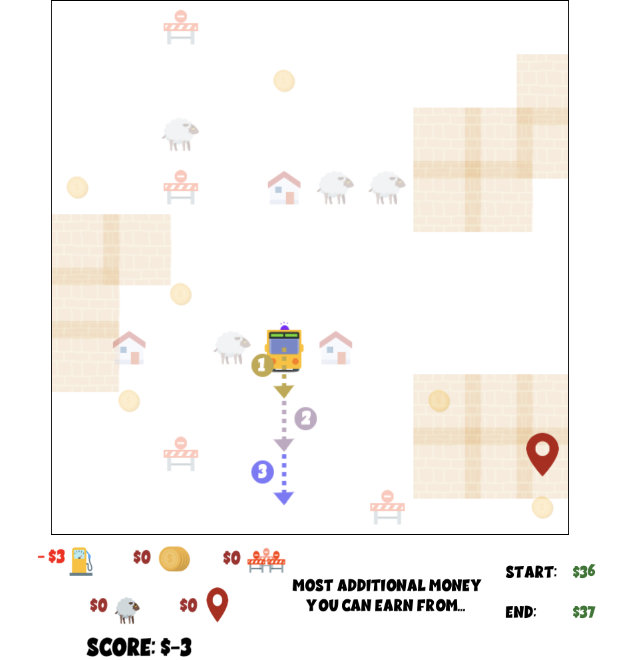 1
2
3
- $3
$0
$0
$0
$0
SCORE: $-3
MOST ADDITIONAL MONEY
YOU CAN EARN FROM...
START: $36
END: $37